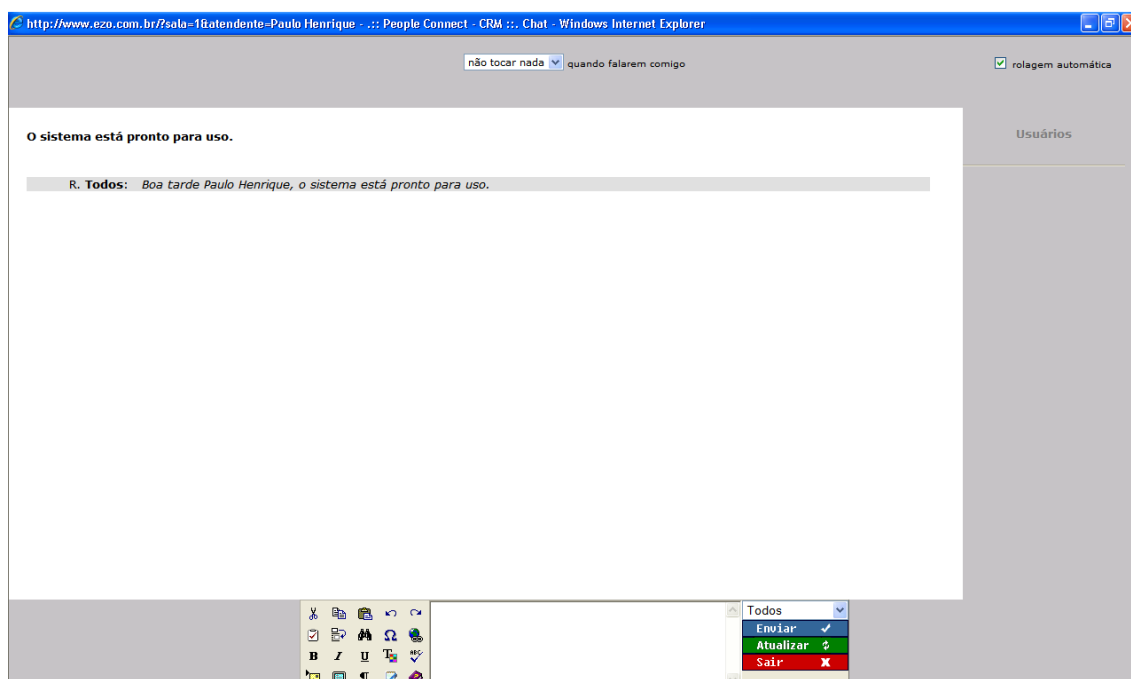 http://www.ezo.com.br/?sala=1&atendente=Paulo Henrique - .:: People Connect - CRM ::. Chat - Windows Internet Explorer
não tocar nada quando falarem comigo
rolagem automática
O sistema está pronto para uso.
Usuários
R. Todos: Boa tarde Paulo Henrique, o sistema está pronto para uso.
Todos
Enviar
Atualizar
B I U T ABC
Sair